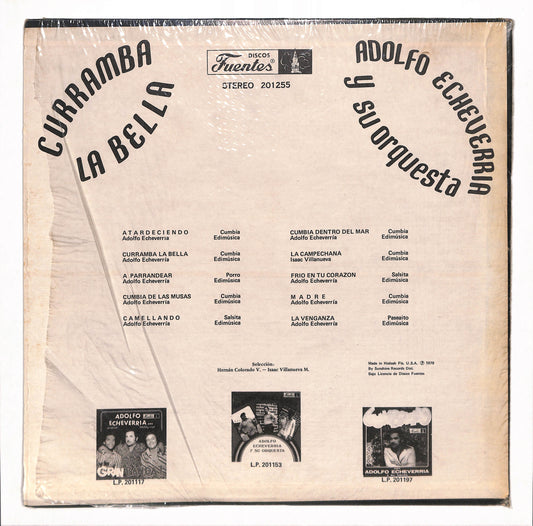 CURRAMBA
LA BELLA
DISCOS
Fuentes®
STEREO 201255
ADOLFO ECHEVERRIA
y su orquesta
ATARDECIENDO Cumbia
Adolfo Echeverría Edimúsica
CURRAMBA LA BELLA Cumbia
Adolfo Echeverría Edimúsica
A PARRANDEAR Porro
Adolfo Echeverría Edimúsica
CUMBIA DE LAS MUSAS Cumbia
Adolfo Echeverría Edimúsica
CAMELLANDO Salsita
Adolfo Echeverría Edimúsica
CUMBIA DENTRO DEL MAR Cumbia
Adolfo Echeverría Edimúsica
LA CAMPECHANA Cumbia
Isaac Villanueva Edimúsica
FRIO EN TU CORAZON Salsita
Adolfo Echeverría Edimúsica
MADRE Cumbia
Adolfo Echeverría Edimúsica
LA VENGANZA Paseaito
Adolfo Echeverría Edimúsica
Selección:
Hernán Colorado V. — Isaac Villanueva M.
Made in Hialeah Fla. U.S.A. Ⓟ 1979
By Sunshine Records Dist.
Bajo Licencia de Discos Fuentes
ADOLFO
ECHEVERRIA
L.P. 201117
ADOLFO
ECHEVERRIA
Y SU ORQUESTA
L.P. 201153
ADOLFO ECHEVERRIA
L.P. 201197